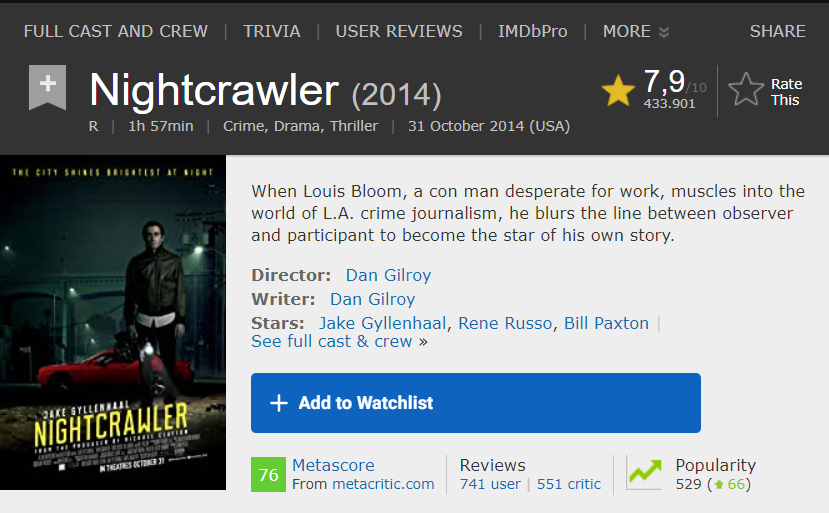 FULL CAST AND CREW | TRIVIA | USER REVIEWS | IMDbPro | MORE SHARE
Nightcrawler (2014)
7,9/10
433.901
Rate
This
R | 1h 57min | Crime, Drama, Thriller | 31 October 2014 (USA)
THE CITY SHINES BRIGHTEST AT NIGHT
JAKE GYLLENHAAL
NIGHTCRAWLER
FROM THE PRODUCER OF MICHAEL CLAYTON
IN THEATRES OCTOBER 31
When Louis Bloom, a con man desperate for work, muscles into the
world of L.A. crime journalism, he blurs the line between observer
and participant to become the star of his own story.
Director: Dan Gilroy
Writer: Dan Gilroy
Stars: Jake Gyllenhaal, Rene Russo, Bill Paxton |
See full cast & crew »
+ Add to Watchlist
76
Metascore
From metacritic.com
Reviews
741 user | 551 critic
Popularity
529 (66)